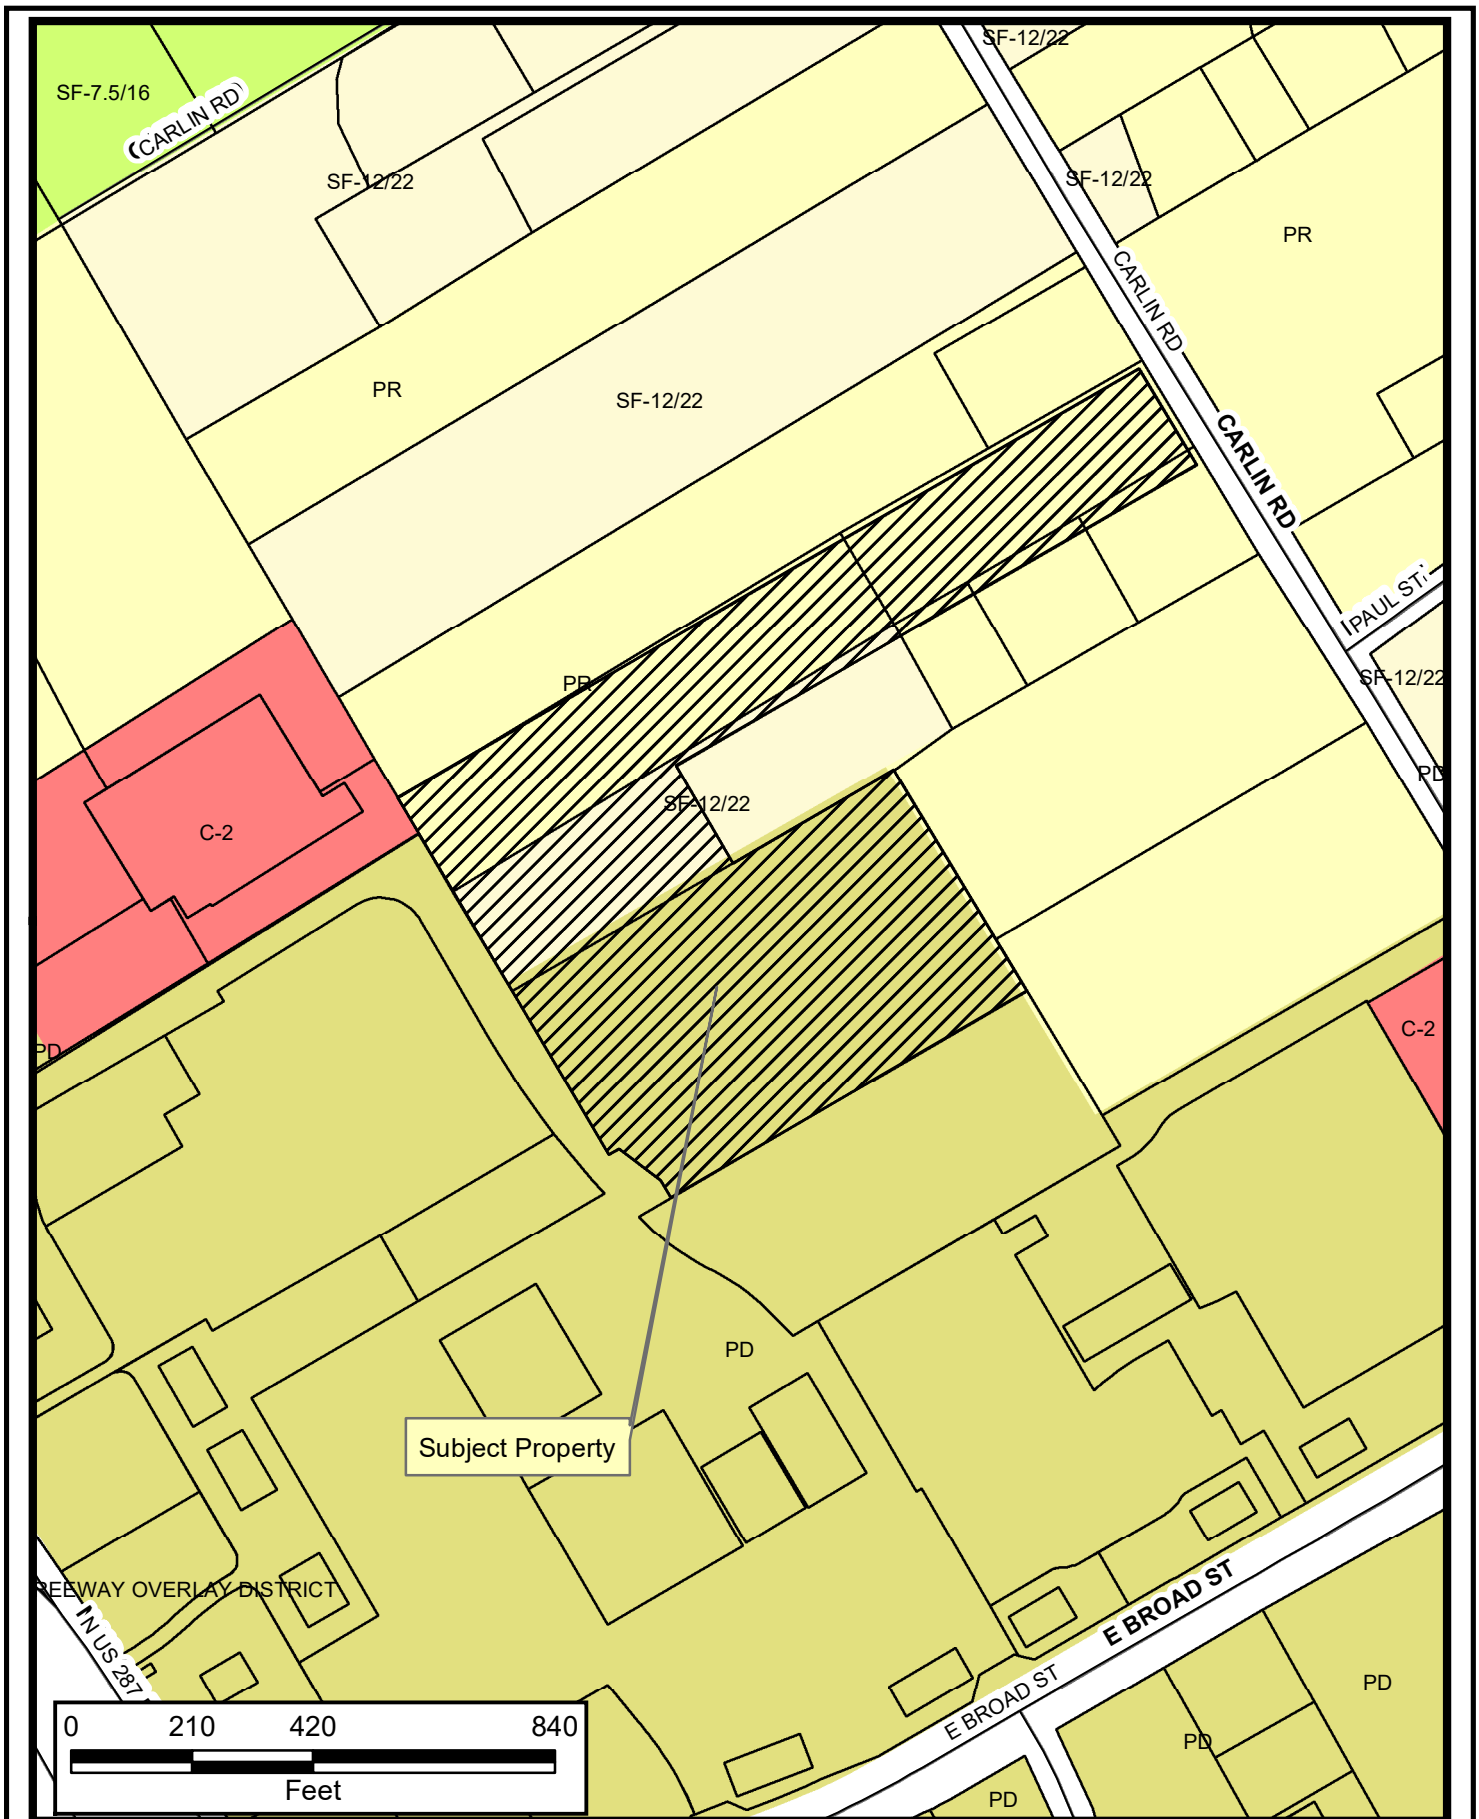 SF-12/22
SF-7.5/16
CARLIN RD
SF-12/22
SF-12/22
PR
CARLIN RD
PR
SF-12/22
CARLIN RD
PAUL ST
SF-12/22
PR
PD
SF-12/22
C-2
C-2
PD
PD
Subject Property
REEWAY OVERLAY DISTRICT
E BROAD ST
N US 287
E BROAD ST
PD
PD
PD
0 210 420 840
Feet